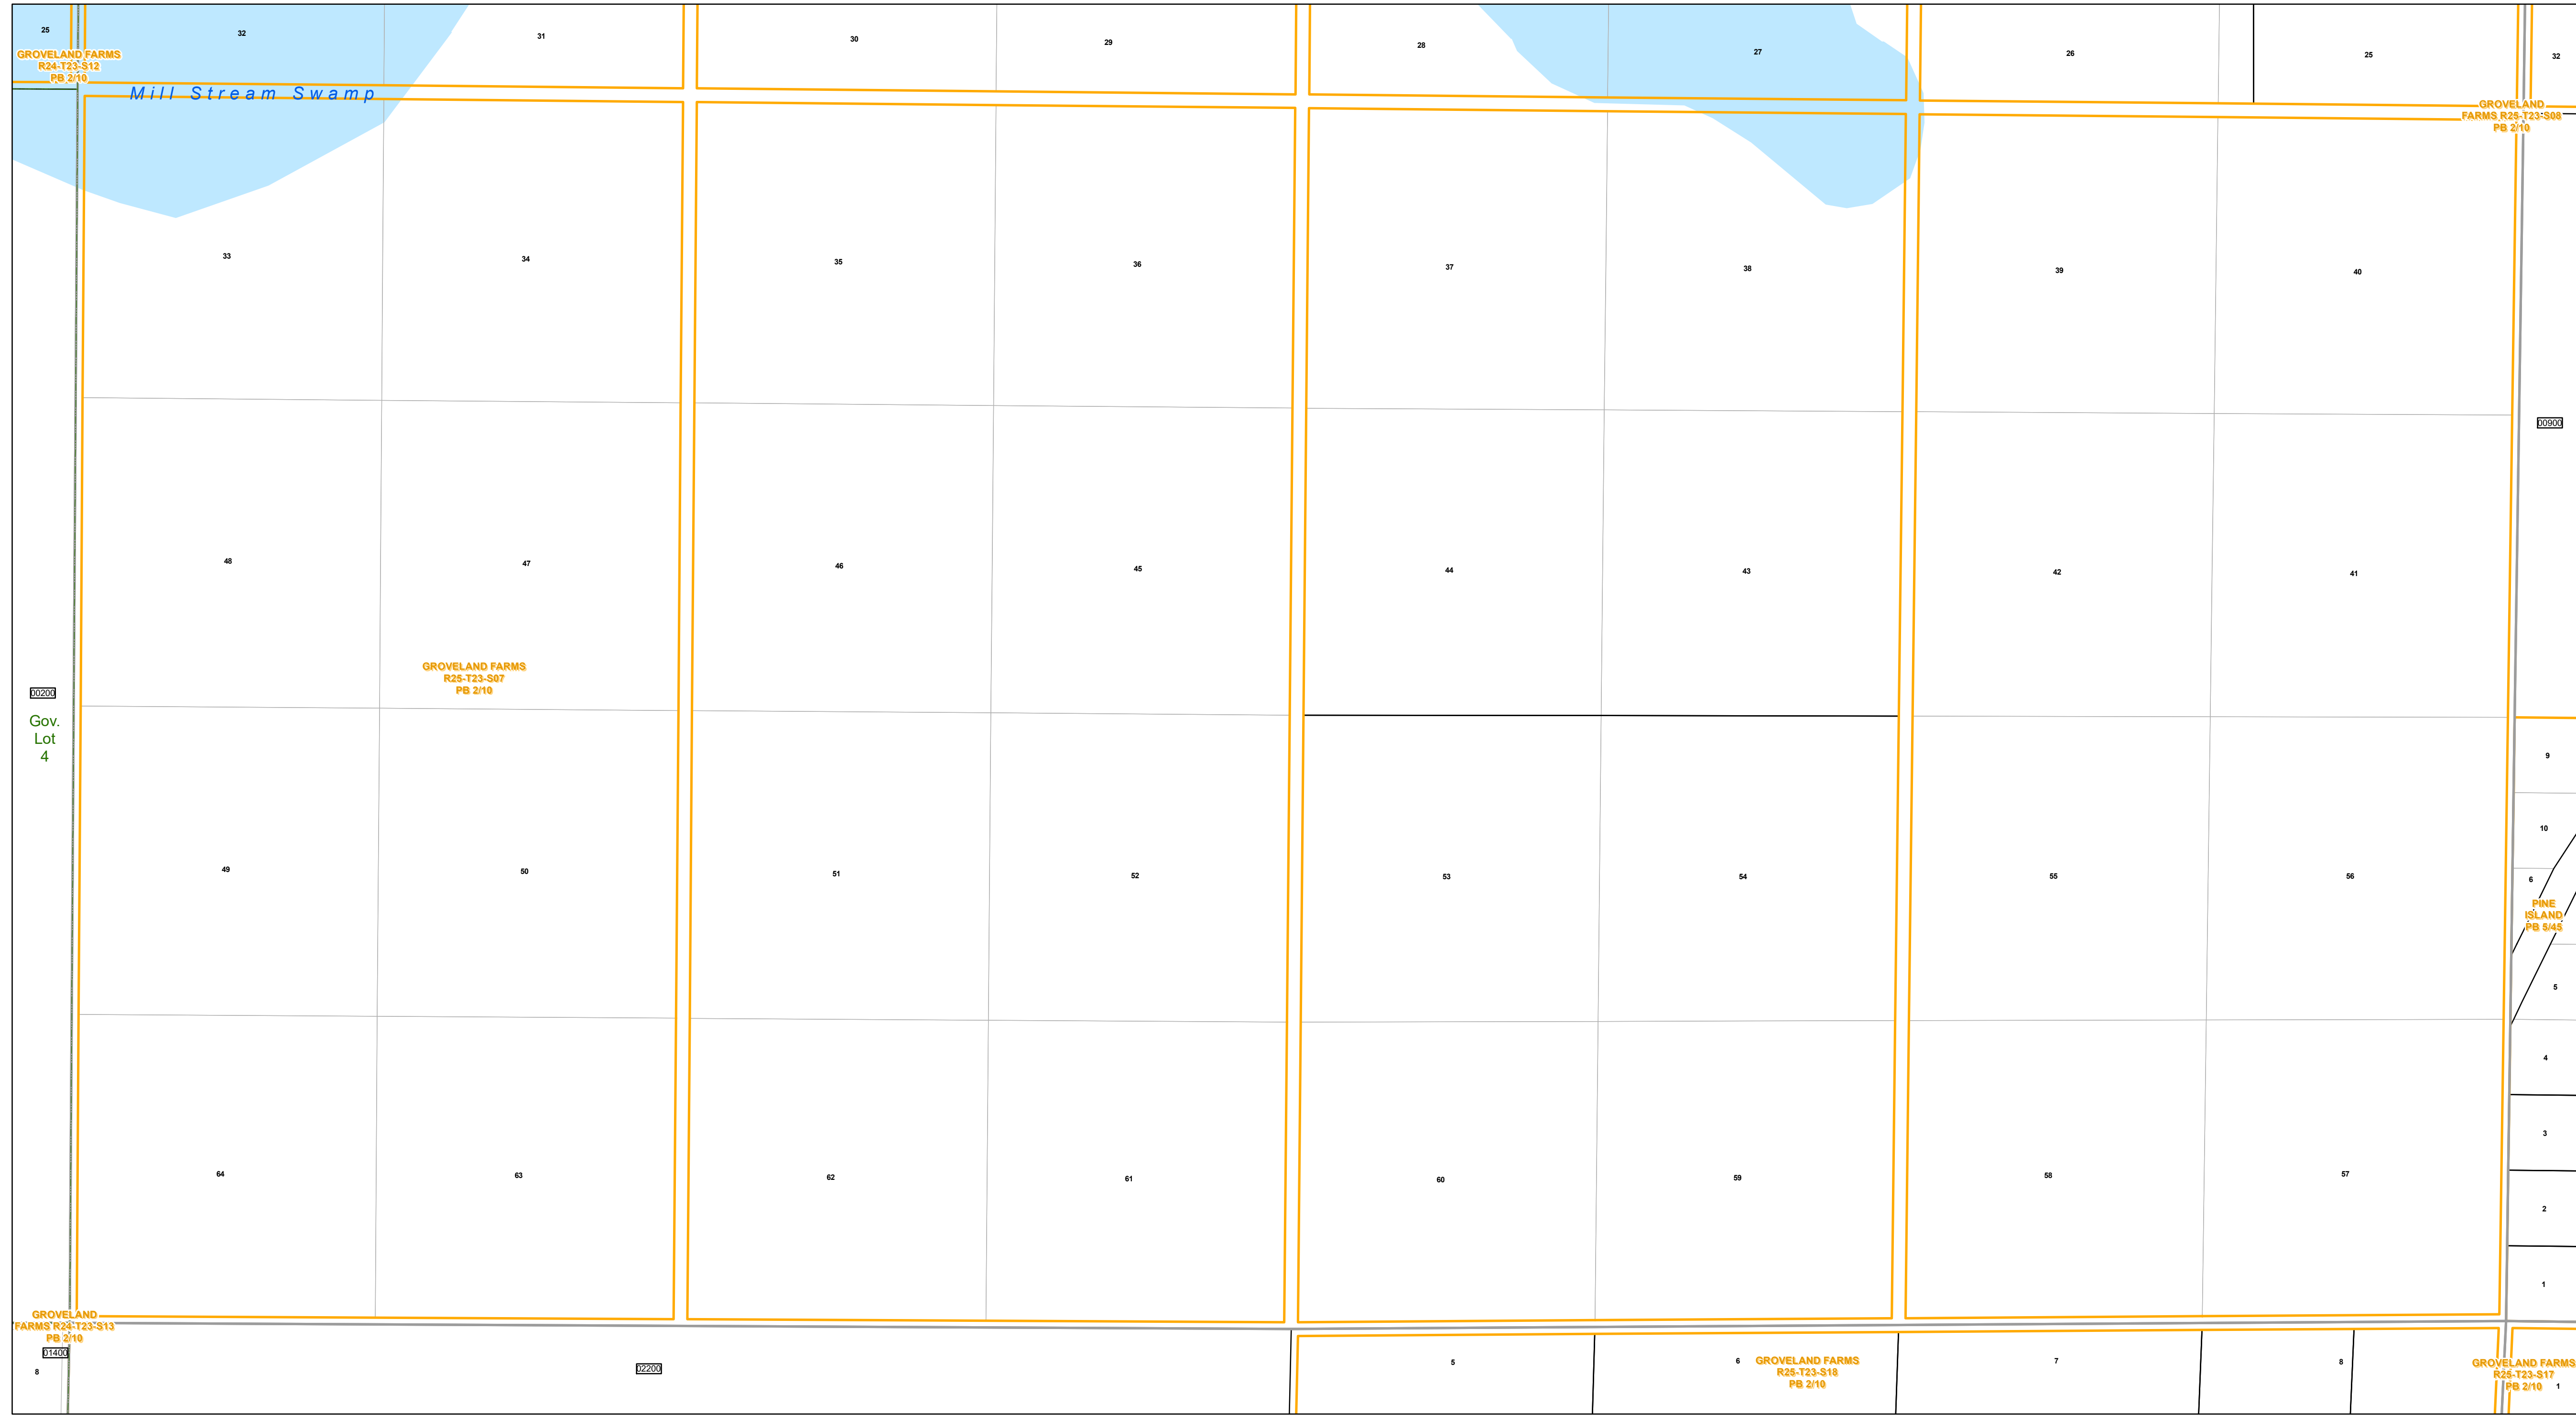 25
32
31
30
29
28
27
26
25
32
GROVELAND FARMS
R24-T23-S12
PB 2/10
Mill Stream Swamp
GROVELAND
FARMS R25-T23-S08
PB 2/10
33
34
35
36
37
38
39
40
00900
48
47
46
45
44
43
42
41
GROVELAND FARMS
R25-T23-S07
PB 2/10
00200
Gov.
Lot
4
9
10
49
50
51
52
53
54
55
56
6
PINE
ISLAND
PB 5/45
5
4
3
64
63
62
61
60
59
58
57
2
1
GROVELAND
FARMS R24-T23-S13
PB 2/10
01400
8
02200
5
6
GROVELAND FARMS
R25-T23-S18
PB 2/10
7
8
GROVELAND FARMS
R25-T23-S17
PB 2/10
1